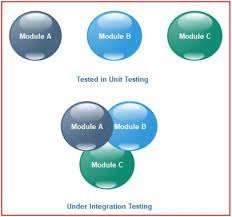 Module A Module B Module C
Tested in Unit Testing
Module A Module B
Module C
Under Integration Testing